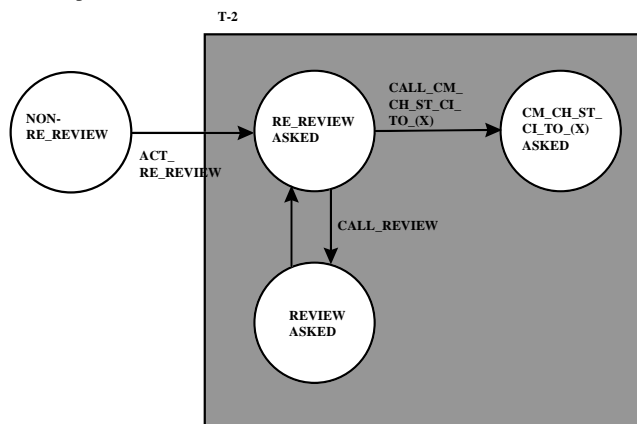 T-2
NON-
RE_REVIEW
ACT_
RE_REVIEW
RE_REVIEW
ASKED
CALL_CM_
CH_ST_CI_
TO_(X)
CM_CH_ST_
CI_TO_(X)
ASKED
CALL_REVIEW
REVIEW
ASKED